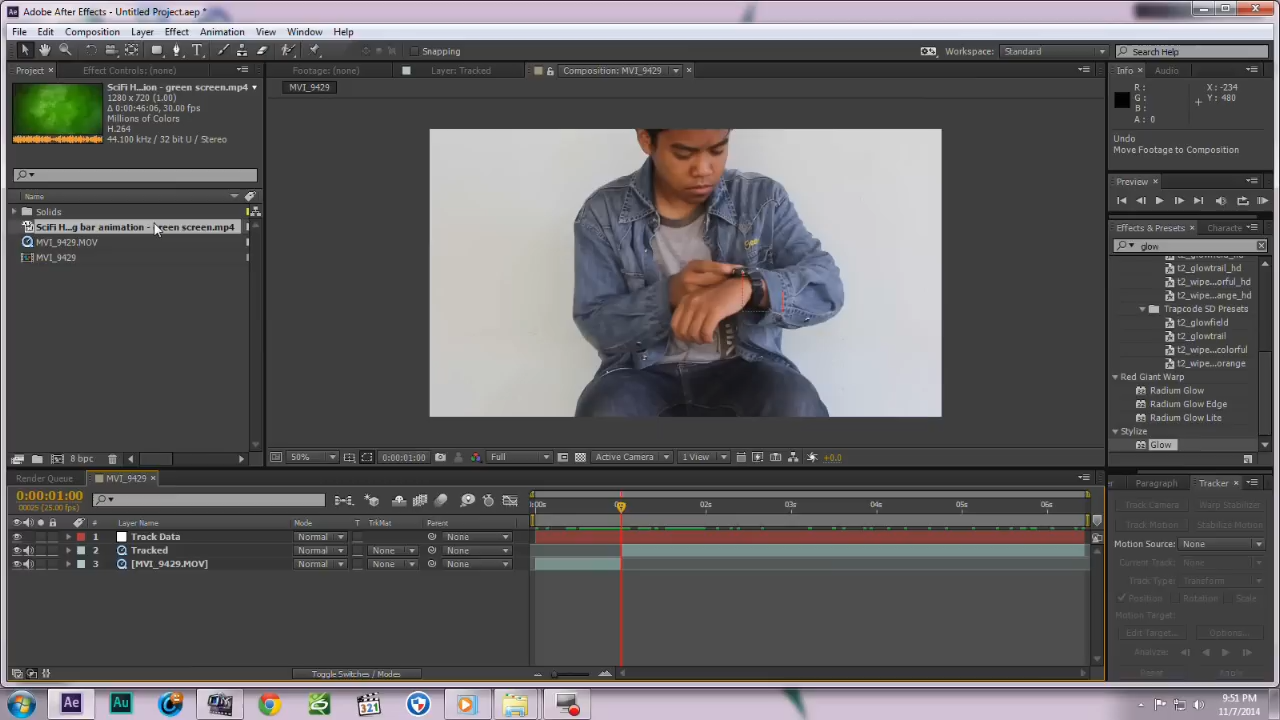 Adobe After Effects - Untitled Project.aep *
File Edit Composition Layer Effect Animation View Window Help
Snapping Workspace: Standard Search Help
Project Effect Controls: (none) Footage: (none) Layer: Tracked Composition: MVI_9429 Info Audio
SciFi H...ion - green screen.mp4
1280 x 720 (1.00)
Δ 0:00:46:06, 30.00 fps
Millions of Colors
H.264
44.100 kHz / 32 bit U / Stereo
MVI_9429
R :
G :
B :
A : 0
X : -234
Y : 480
Undo
Move Footage to Composition
Preview
Effects & Presets Characte
glow
t2_glowfield_hd
t2_glowtrail_hd
t2_wipe...orful_hd
t2_wipe...ange_hd
Trapcode SD Presets
t2_glowfield
t2_glowtrail
t2_wipe...colorful
t2_wipe...orange
Red Giant Warp
Radium Glow
Radium Glow Edge
Radium Glow Lite
Stylize
Glow
Name
Solids
SciFi H...g bar animation - green screen.mp4
MVI_9429.MOV
MVI_9429
8 bpc
50% 0:00:01:00 Full Active Camera 1 View +0.0
Render Queue MVI_9429
0:00:01:00
00025 (25.00 fps)
:00s 02s 03s 04s 05s 06s
# Layer Name Mode T TrkMat Parent
1 Track Data Normal None
2 Tracked Normal None None
3 [MVI_9429.MOV] Normal None None
Toggle Switches / Modes
Paragraph Tracker
Track Camera Warp Stabilizer
Track Motion Stabilize Motion
Motion Source: None
Current Track: None
Track Type: Transform
Position Rotation Scale
Motion Target:
Edit Target... Options...
Analyze:
Reset Apply
Ae Au 321
9:51 PM
11/7/2014